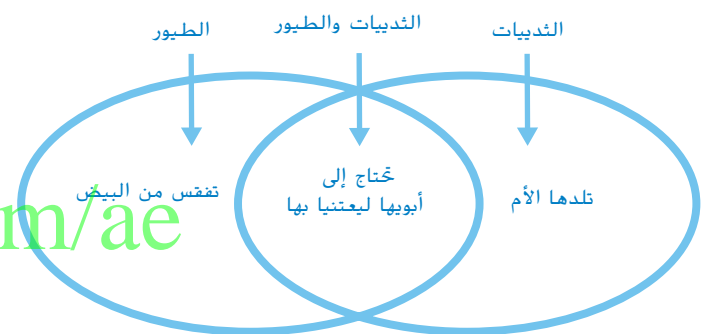 الثدييات
الثدييات والطيور
الطيور
تلدها الأم
تحتاج إلى
أبويها ليعتنيا بها
تفقس من البيض
m/ae